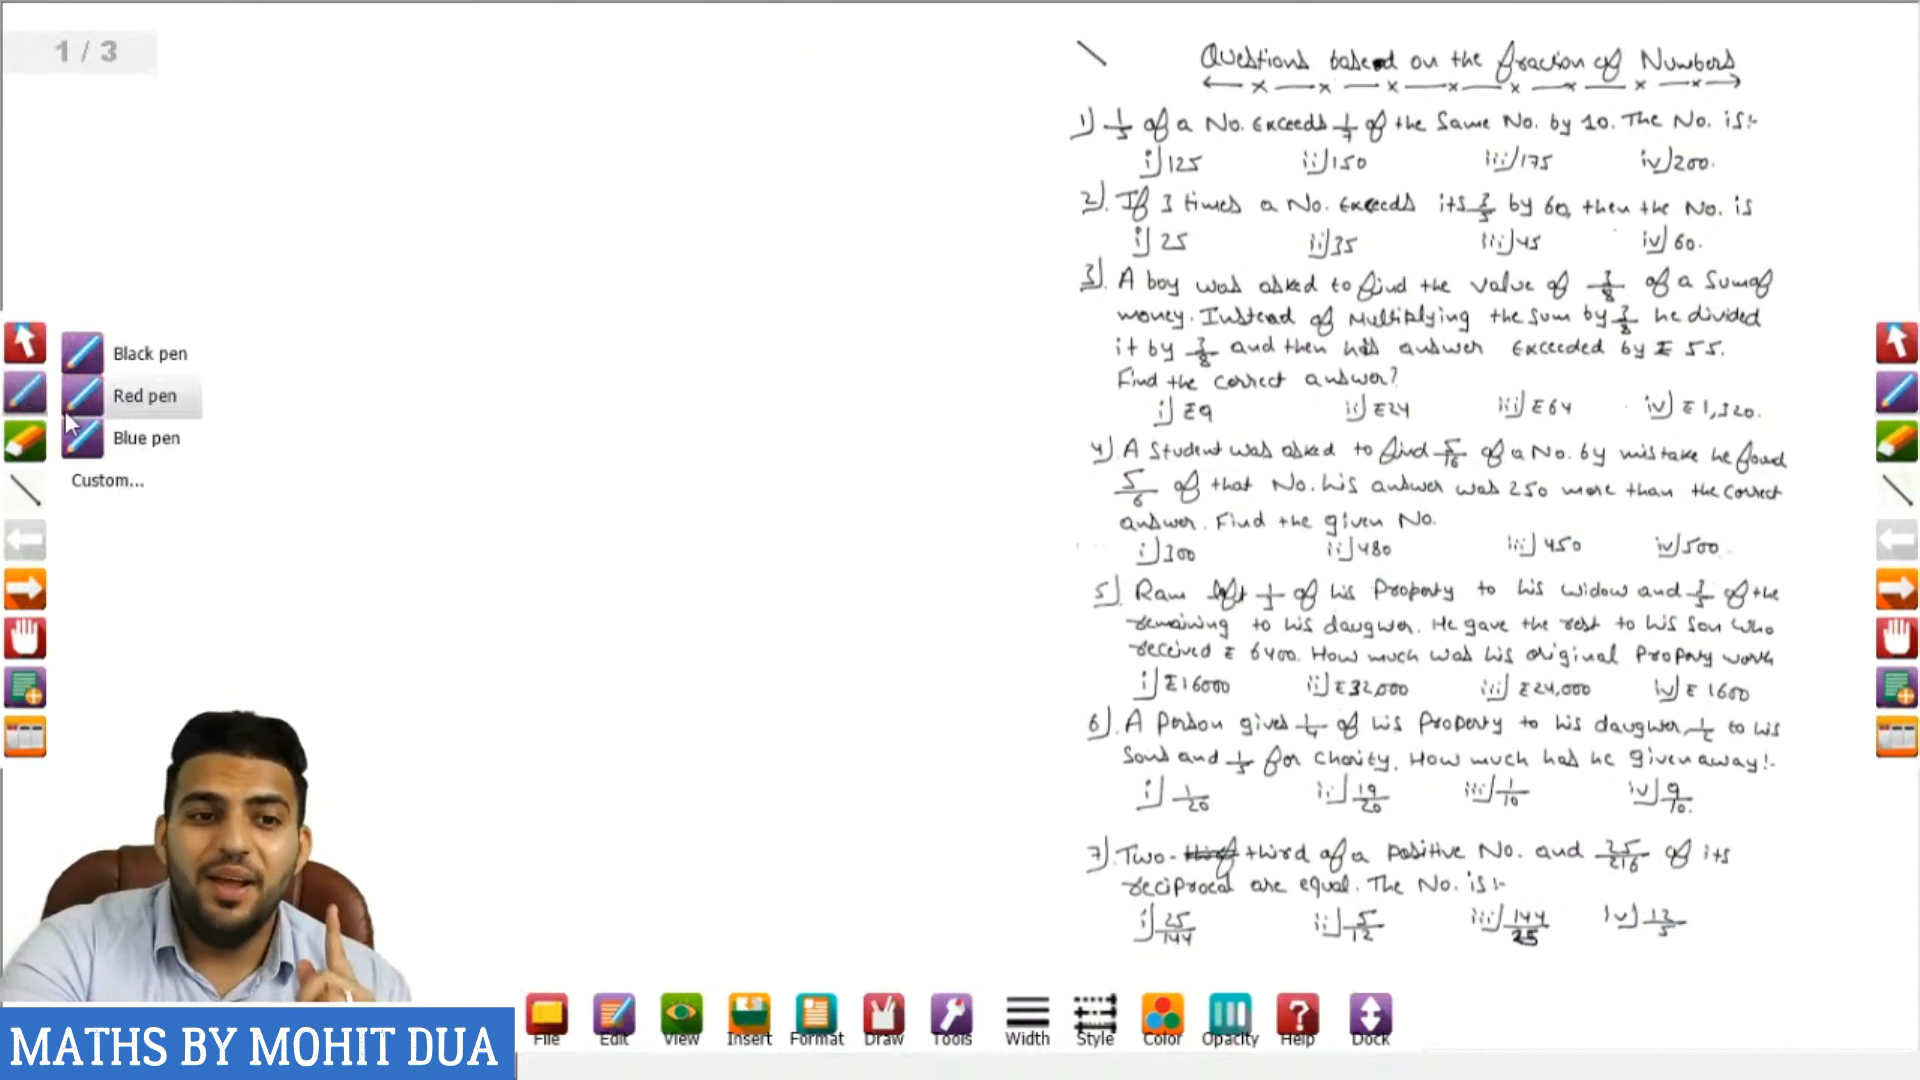 1 / 3
Questions based on the fraction of Numbers
1) 1/5 of a No. Exceeds 1/7 of the Same No. by 10. The No. is:-
i) 125 ii) 150 iii) 175 iv) 200.
2). If 3 times a No. Exceeds its 3/5 by 60, then the No. is
i) 25 ii) 35 iii) 45 iv) 60.
3). A boy was asked to find the value of 3/8 of a Sum of
money. Instead of Multiplying the sum by 3/8 he divided
it by 3/8 and then his answer Exceeded by ₹ 55.
Find the correct answer?
i) ₹9 ii) ₹24 iii) ₹64 iv) ₹1,320.
4) A Student was asked to find 5/16 of a No. by mistake he found
5/6 of that No. his answer was 250 more than the correct
answer. Find the given No.
i) 300 ii) 480 iii) 450 iv) 500
5). Ram left 1/3 of his Property to his widow and 3/5 of the
remaining to his daugwer. He gave the rest to his son who
received ₹ 6400. How much was his original Property worth
i) ₹16000 ii) ₹32,000 iii) ₹24,000 iv) ₹ 1600
6). A Person gives 1/4 of his Property to his daugwer, 1/2 to his
Sons and 1/5 for Charity. How much has he given away!-
i) 1/20 ii) 19/20 iii) 1/10 iv) 9/10.
7). Two- third of a Positive No. and 25/216 of its
reciprocal are equal. The No. is:-
i) 25/144 ii) 5/12 iii) 144/25 iv) 12/5
Black pen
Red pen
Blue pen
Custom...
MATHS BY MOHIT DUA
File Edit View Insert Format Draw Tools Width Style Color Opacity Help Dock